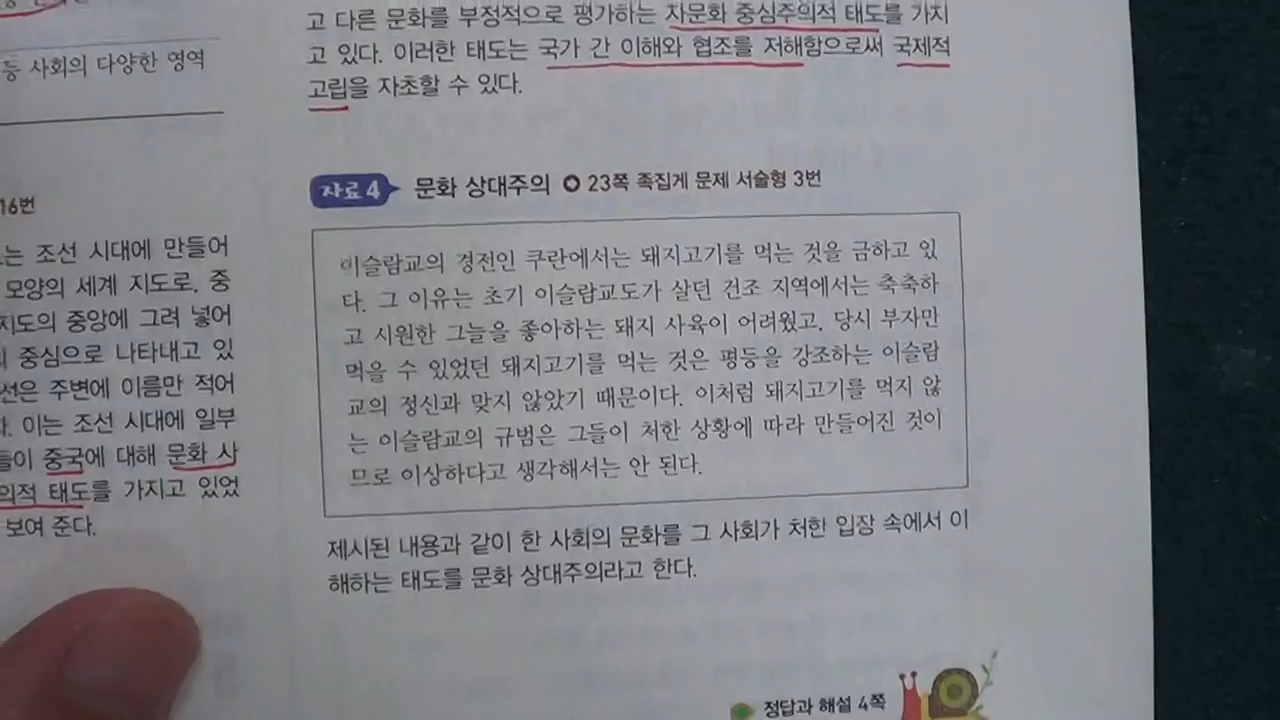 등 사회의 다양한 영역
16번
는 조선 시대에 만들어
모양의 세계 지도로, 중
지도의 중앙에 그려 넣어
중심으로 나타내고 있
선은 주변에 이름만 적어
이는 조선 시대에 일부
들이 중국에 대해 문화 사
의적 태도를 가지고 있었
보여 준다.
고 다른 문화를 부정적으로 평가하는 자문화 중심주의적 태도를 가지
고 있다. 이러한 태도는 국가 간 이해와 협조를 저해함으로써 국제적
고립을 자초할 수 있다.
자료 4 문화 상대주의 23쪽 족집게 문제 서술형 3번
이슬람교의 경전인 쿠란에서는 돼지고기를 먹는 것을 금하고 있
다. 그 이유는 초기 이슬람교도가 살던 건조 지역에서는 축축하
고 시원한 그늘을 좋아하는 돼지 사육이 어려웠고, 당시 부자만
먹을 수 있었던 돼지고기를 먹는 것은 평등을 강조하는 이슬람
교의 정신과 맞지 않았기 때문이다. 이처럼 돼지고기를 먹지 않
는 이슬람교의 규범은 그들이 처한 상황에 따라 만들어진 것이
므로 이상하다고 생각해서는 안 된다.
제시된 내용과 같이 한 사회의 문화를 그 사회가 처한 입장 속에서 이
해하는 태도를 문화 상대주의라고 한다.
정답과 해설 4쪽